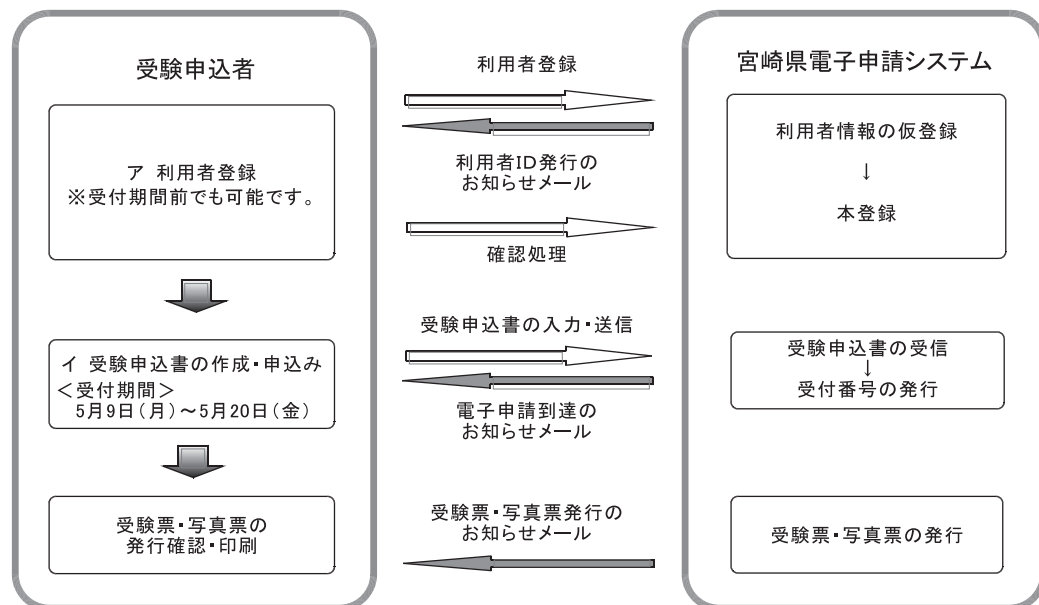 受験申込者
ア 利用者登録
※受付期間前でも可能です。
イ 受験申込書の作成・申込み
＜受付期間＞
5月9日（月）～5月20日（金）
受験票・写真票の
発行確認・印刷
利用者登録
利用者ID発行の
お知らせメール
確認処理
受験申込書の入力・送信
電子申請到達の
お知らせメール
受験票・写真票発行の
お知らせメール
宮崎県電子申請システム
利用者情報の仮登録
↓
本登録
受験申込書の受信
↓
受付番号の発行
受験票・写真票の発行